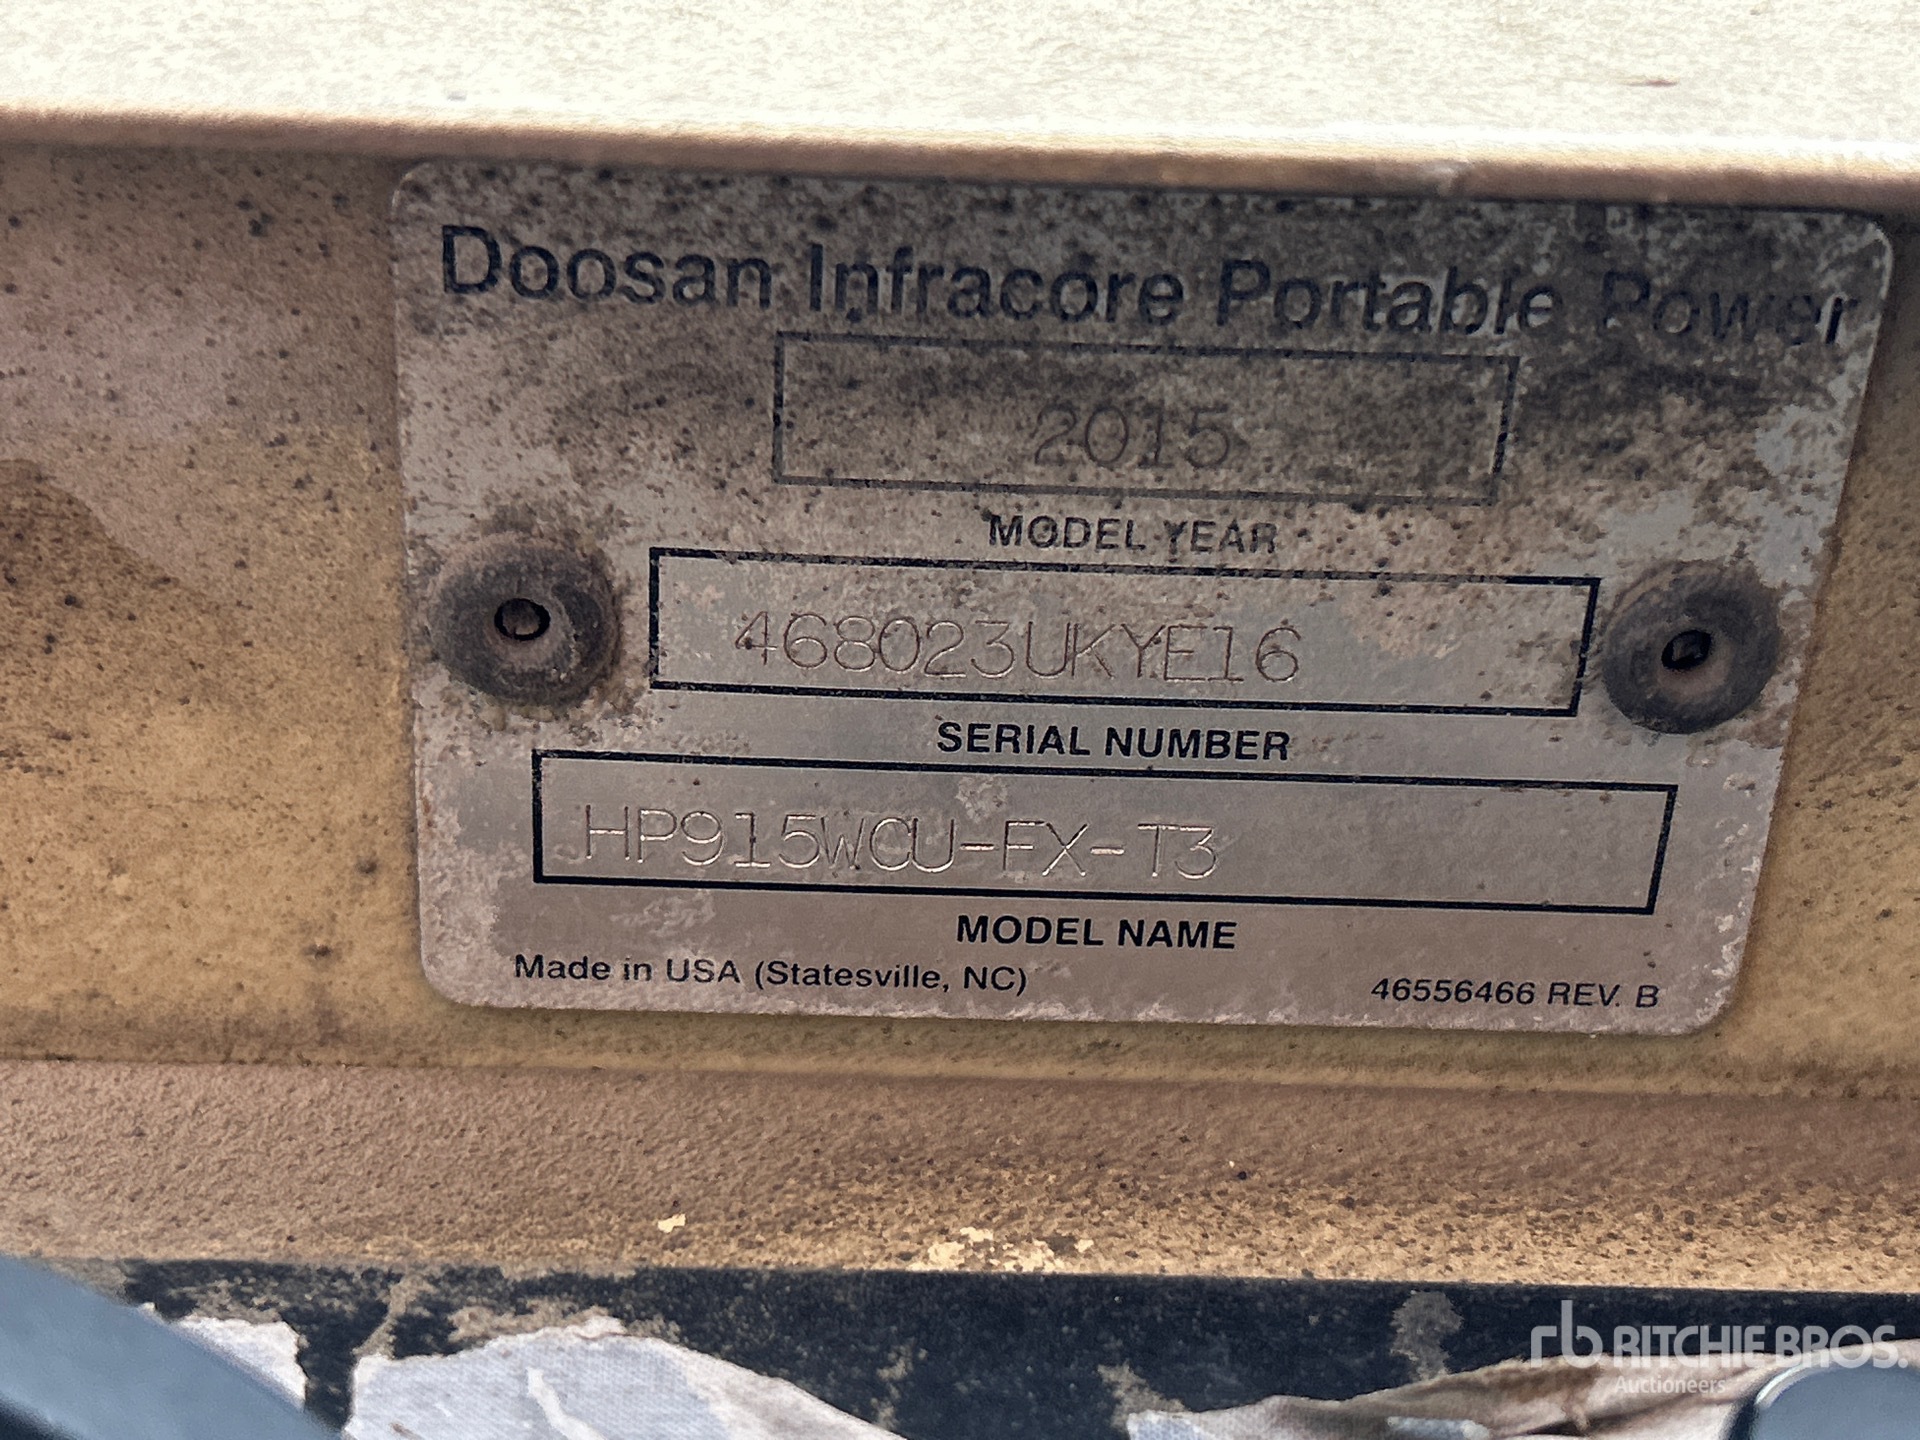 Doosan Infracore Portable Power
2015
MODEL YEAR
468023UKYE16
SERIAL NUMBER
HP915WCU-FX-T3
MODEL NAME
Made in USA (Statesville, NC)
46556466 REV. B
rb RITCHIE BROS.
Auctioneers